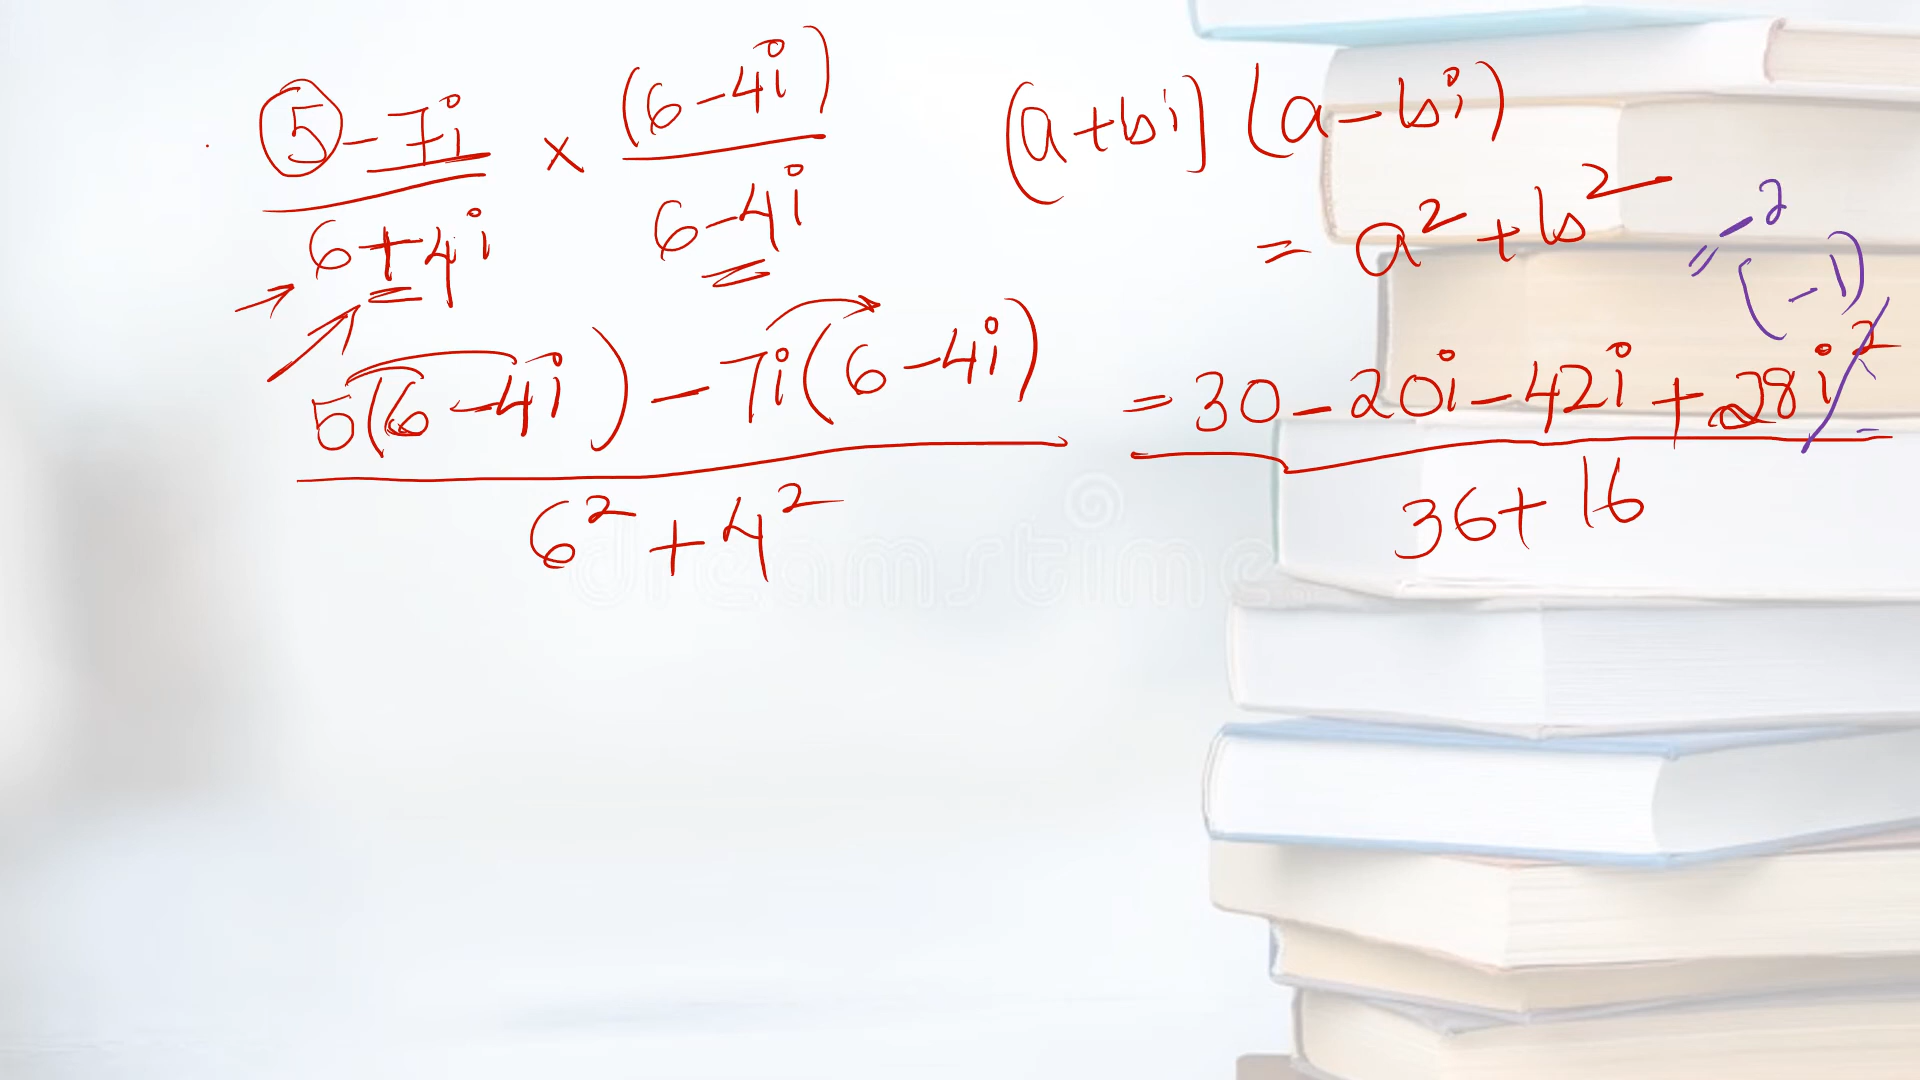 (5 - 7i)/(6 + 4i) × (6 - 4i)/(6 - 4i)
(a + bi) (a - bi)
= a² + b²
(5(6 - 4i) - 7i(6 - 4i))/(6² + 4²)
= (30 - 20i - 42i + 28i²)/(36 + 16)
(-1)
dreamstime.